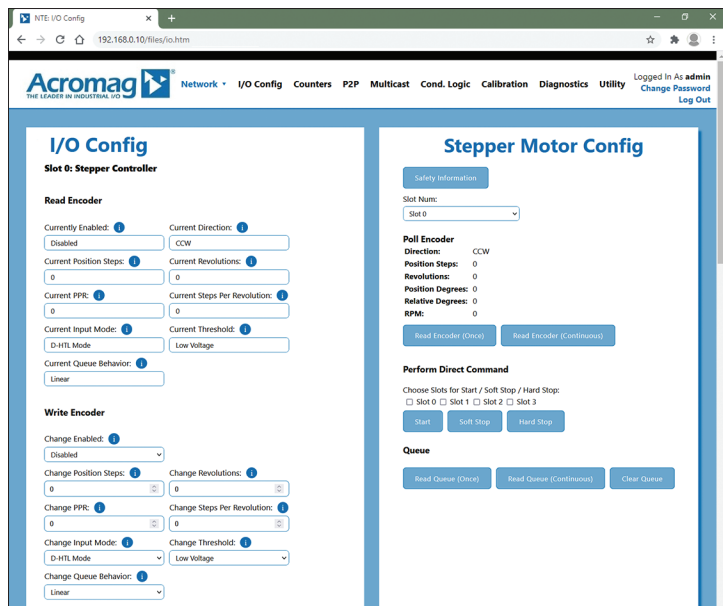 NTE: I/O Config
192.168.0.10/files/io.htm
Acromag
THE LEADER IN INDUSTRIAL I/O
Network I/O Config Counters P2P Multicast Cond. Logic Calibration Diagnostics Utility
Logged In As admin
Change Password
Log Out
I/O Config
Slot 0: Stepper Controller
Read Encoder
Currently Enabled: i Current Direction: i
Disabled CCW
Current Position Steps: i Current Revolutions: i
0 0
Current PPR: i Current Steps Per Revolution: i
0 0
Current Input Mode: i Current Threshold: i
D-HTL Mode Low Voltage
Current Queue Behavior: i
Linear
Write Encoder
Change Enabled: i
Disabled
Change Position Steps: i Change Revolutions: i
0 0
Change PPR: i Change Steps Per Revolution: i
0 0
Change Input Mode: i Change Threshold: i
D-HTL Mode Low Voltage
Change Queue Behavior: i
Linear
Stepper Motor Config
Safety Information
Slot Num:
Slot 0
Poll Encoder
Direction: CCW
Position Steps: 0
Revolutions: 0
Position Degrees: 0
Relative Degrees: 0
RPM: 0
Read Encoder (Once) Read Encoder (Continuous)
Perform Direct Command
Choose Slots for Start / Soft Stop / Hard Stop:
Slot 0 Slot 1 Slot 2 Slot 3
Start Soft Stop Hard Stop
Queue
Read Queue (Once) Read Queue (Continuous) Clear Queue